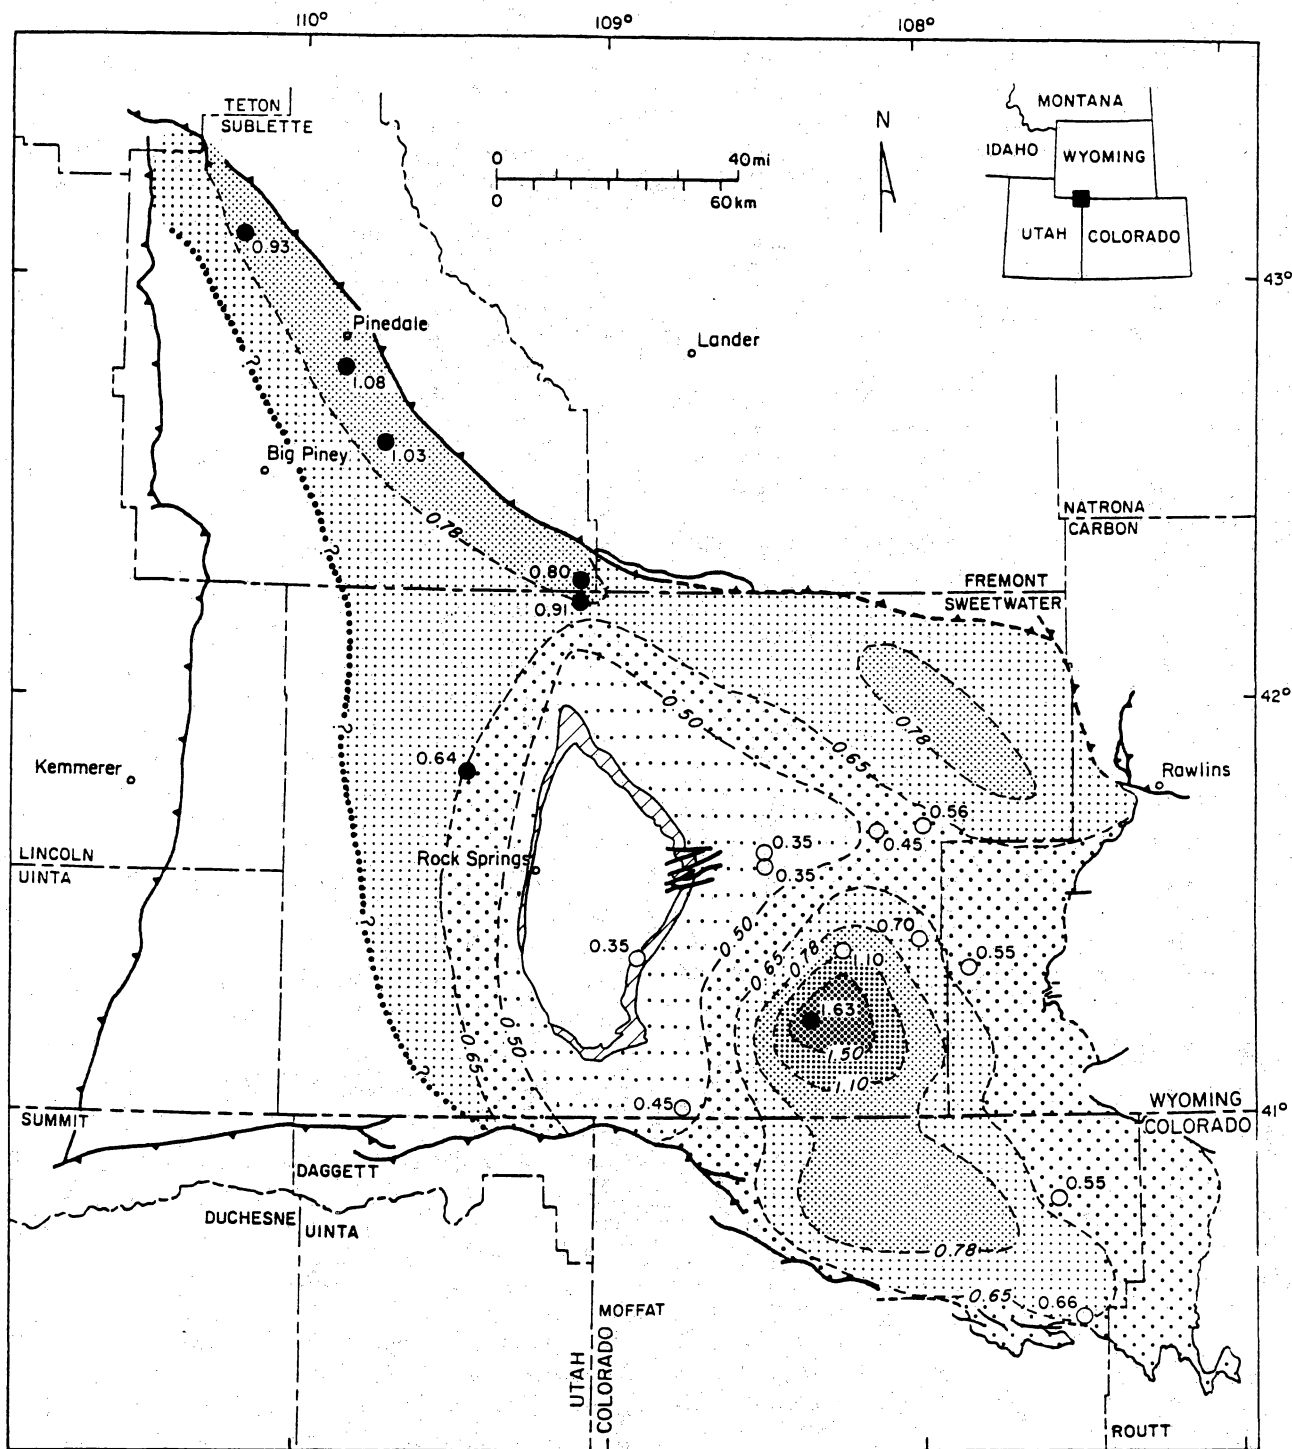 110°
109°
108°
TETON
SUBLETTE
MONTANA
IDAHO
WYOMING
UTAH
COLORADO
N
0
40mi
0
60km
0.93
43°
Pinedale
Lander
1.08
Big Piney
1.03
0.78
NATRONA
CARBON
?
?
?
?
?
?
0.80
0.91
FREMONT
SWEETWATER
42°
0.50
0.78
0.65
0.64
Kemmerer
Rawlins
0.56
0.45
0.35
0.35
LINCOLN
UINTA
Rock Springs
0.35
0.50
0.65
0.78
0.70
1.10
0.55
1.63
1.50
1.10
0.65
0.50
0.45
SUMMIT
WYOMING
COLORADO
41°
DAGGETT
DUCHESNE
UINTA
0.55
0.78
0.65
0.66
MOFFAT
UTAH
COLORADO
ROUTT